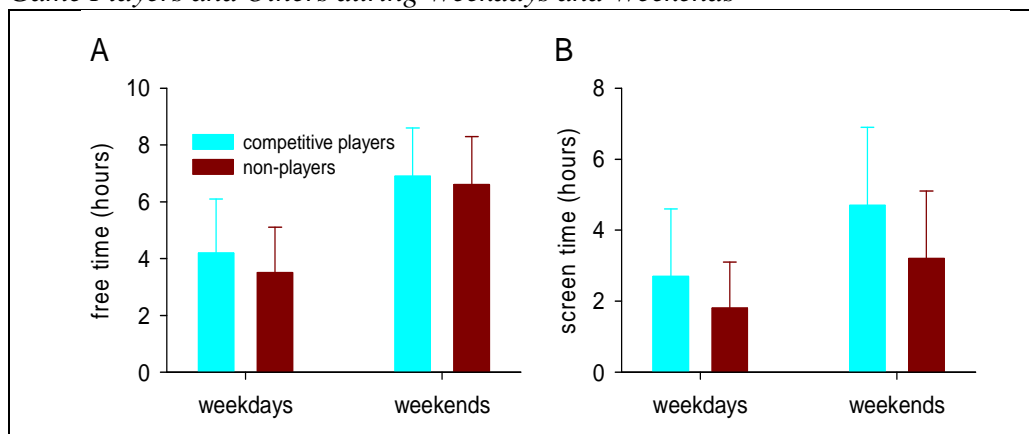 Game Players and Others during Weekdays and Weekends
A
10
8
6
4
2
0
free time (hours)
competitive players
non-players
weekdays
weekends
B
8
6
4
2
0
screen time (hours)
weekdays
weekends